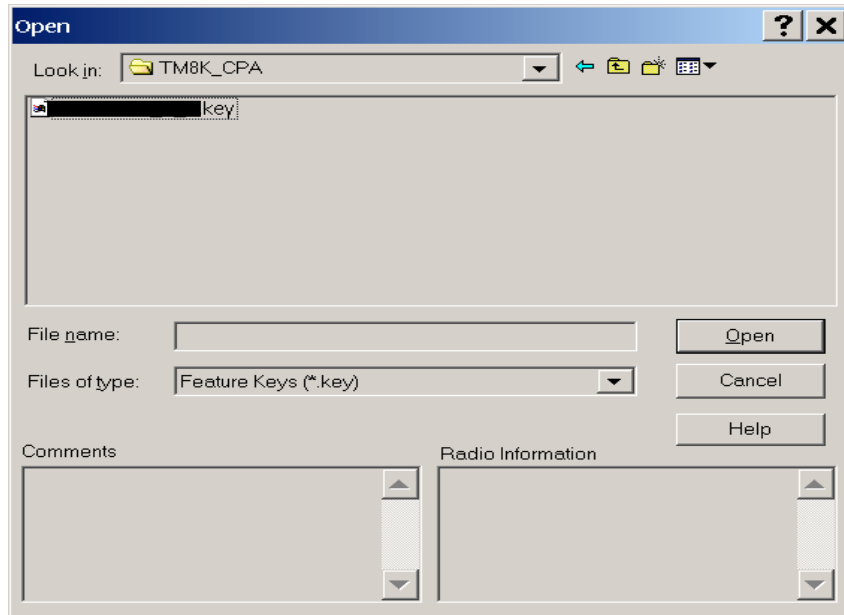 Open
Look in: TM8K_CPA
key
File name:
Open
Files of type: Feature Keys (*.key)
Cancel
Help
Comments
Radio Information